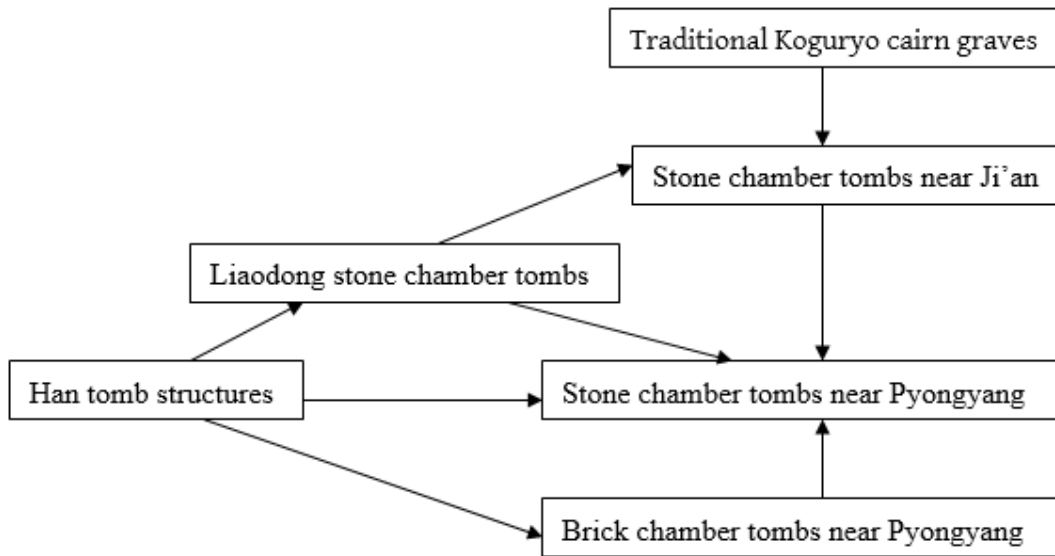 Traditional Koguryo cairn graves
Stone chamber tombs near Ji’an
Liaodong stone chamber tombs
Han tomb structures
Stone chamber tombs near Pyongyang
Brick chamber tombs near Pyongyang